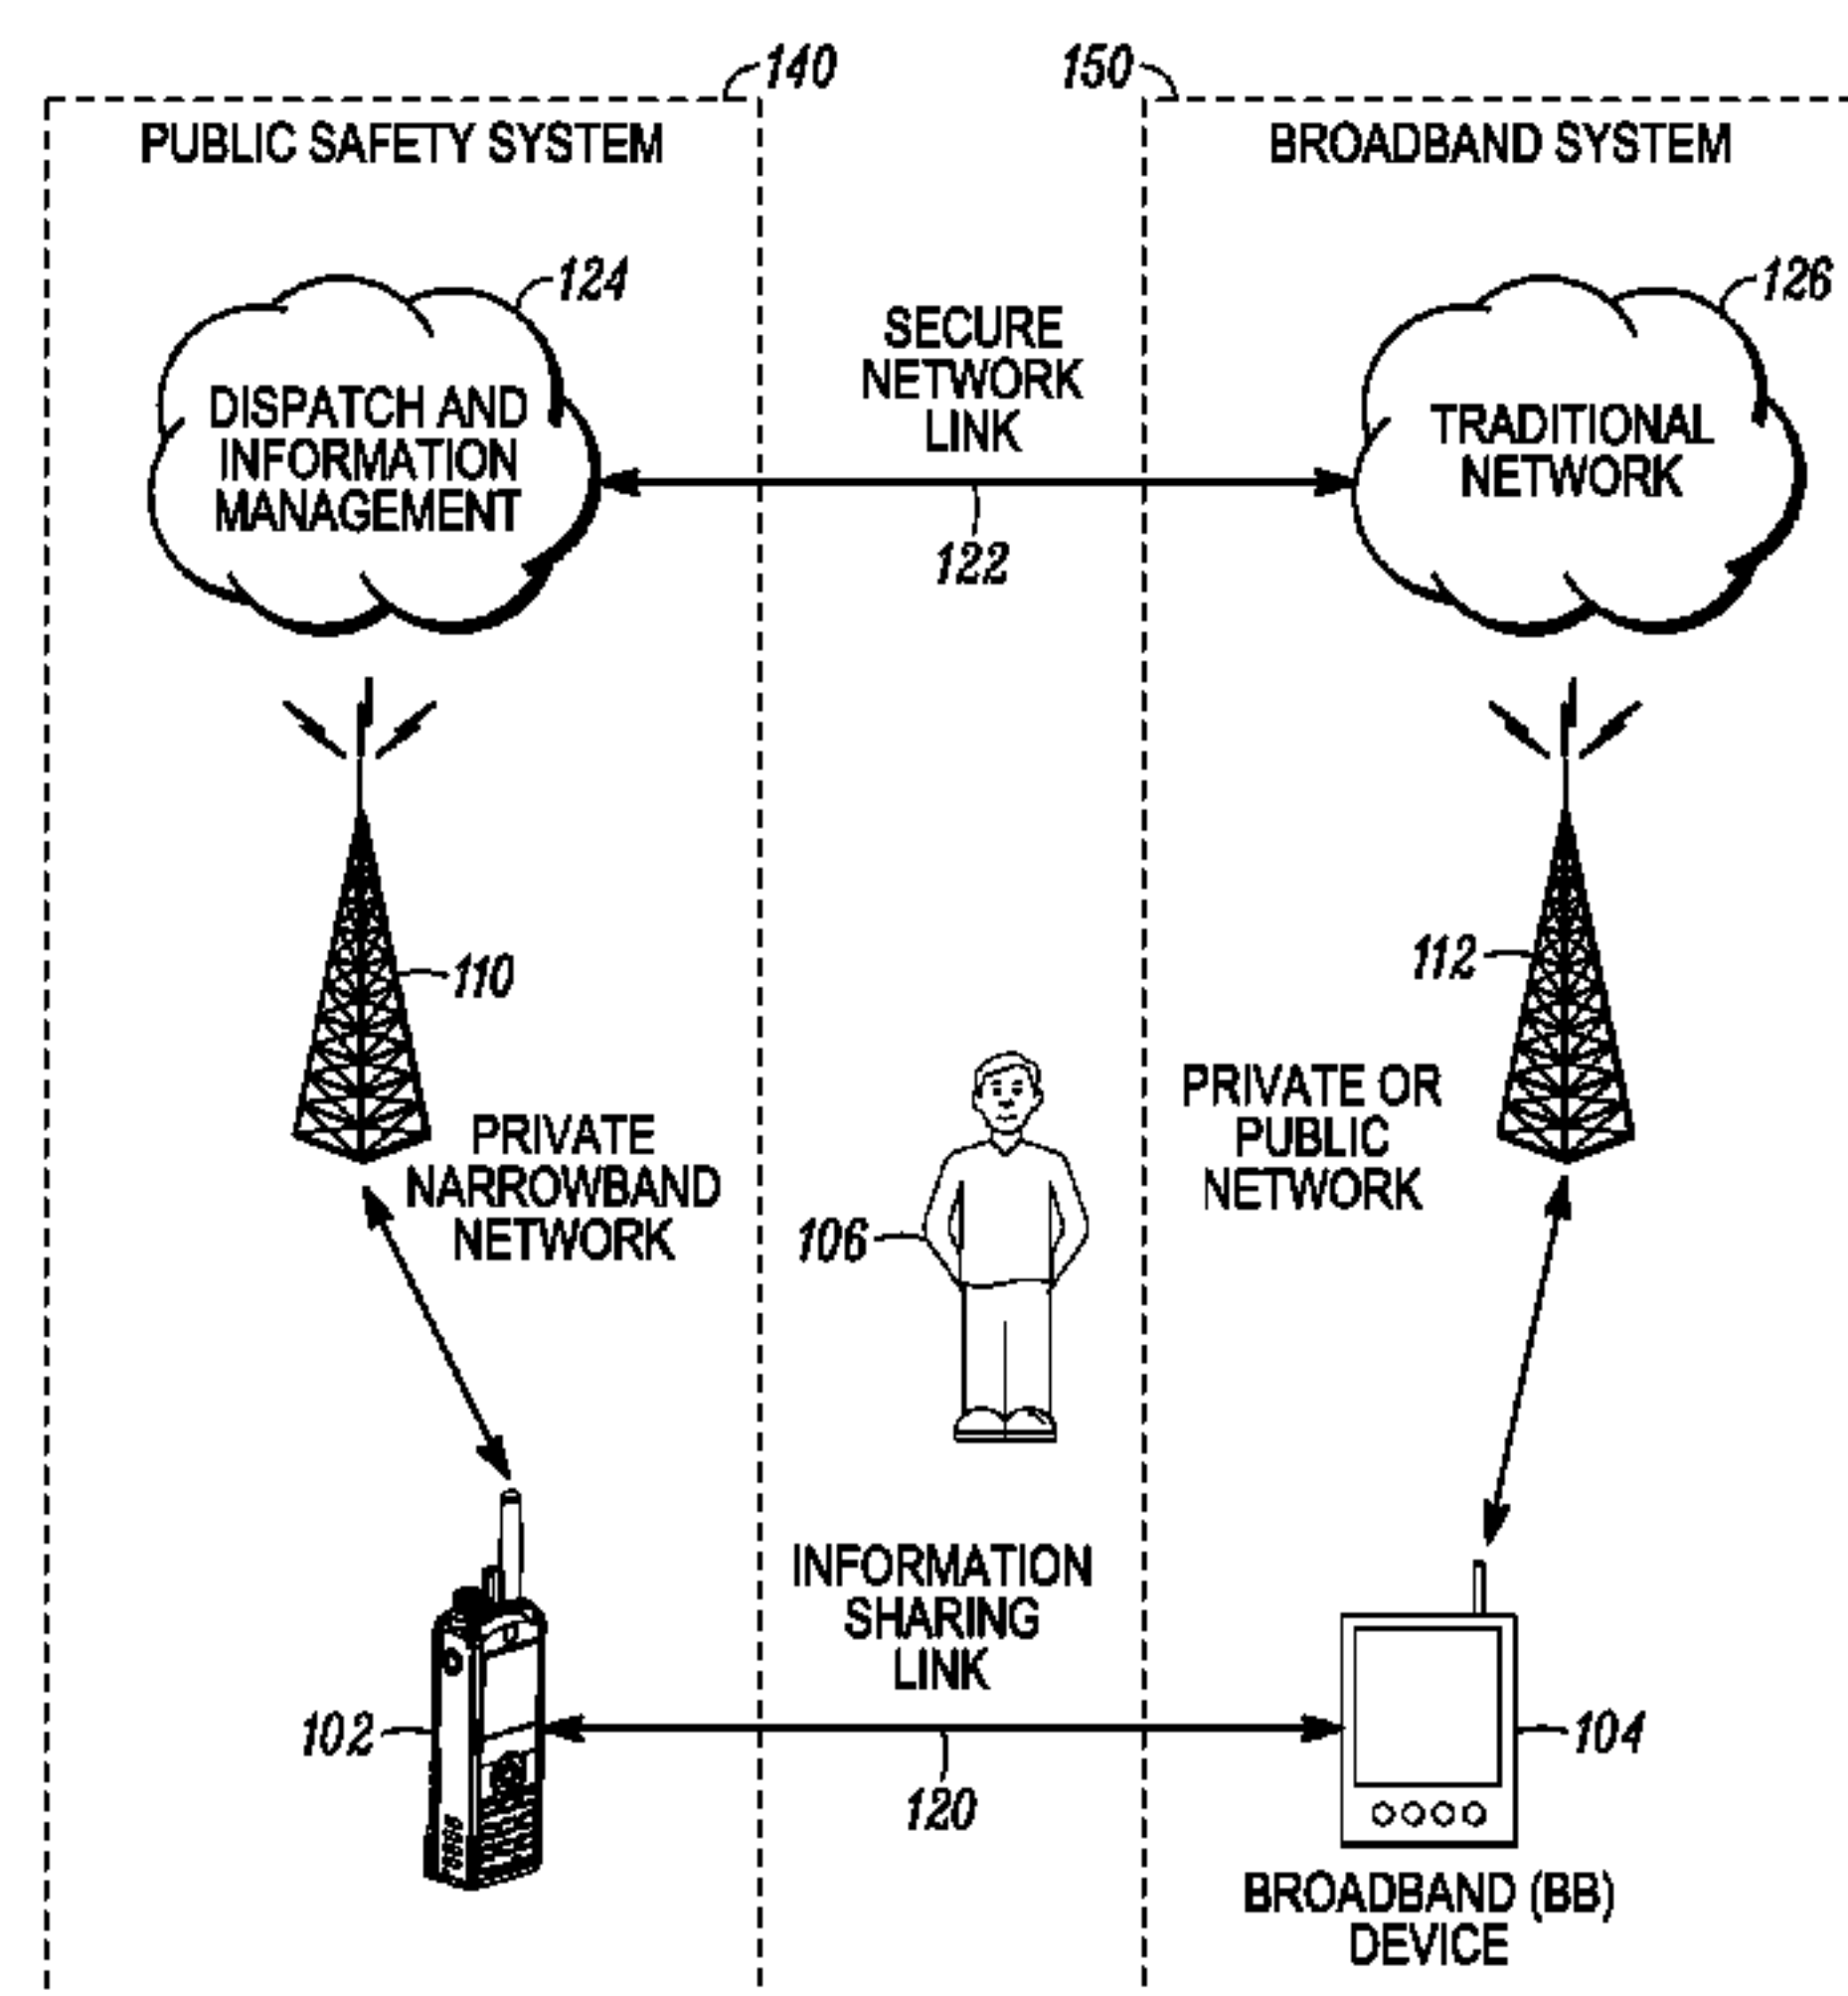 140
150
PUBLIC SAFETY SYSTEM
BROADBAND SYSTEM
124
126
DISPATCH AND
INFORMATION
MANAGEMENT
SECURE
NETWORK
LINK
TRADITIONAL
NETWORK
122
110
112
PRIVATE
NARROWBAND
NETWORK
106
PRIVATE OR
PUBLIC
NETWORK
INFORMATION
SHARING
LINK
102
104
120
BROADBAND (BB)
DEVICE